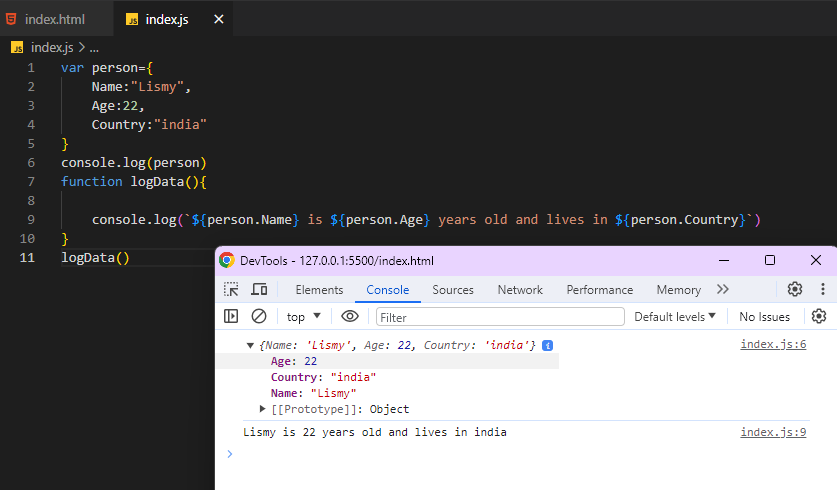 index.html JS index.js ✕
JS index.js > ...
1 var person={
2 Name:"Lismy",
3 Age:22,
4 Country:"india"
5 }
6 console.log(person)
7 function logData(){
8
9 console.log(`${person.Name} is ${person.Age} years old and lives in ${person.Country}`)
10 }
11 logData()
DevTools - 127.0.0.1:5500/index.html
Elements Console Sources Network Performance Memory »
top ▼ Filter Default levels ▼ No Issues
▼ {Name: 'Lismy', Age: 22, Country: 'india'} i index.js:6
Age: 22
Country: "india"
Name: "Lismy"
▶ [[Prototype]]: Object
Lismy is 22 years old and lives in india index.js:9
>